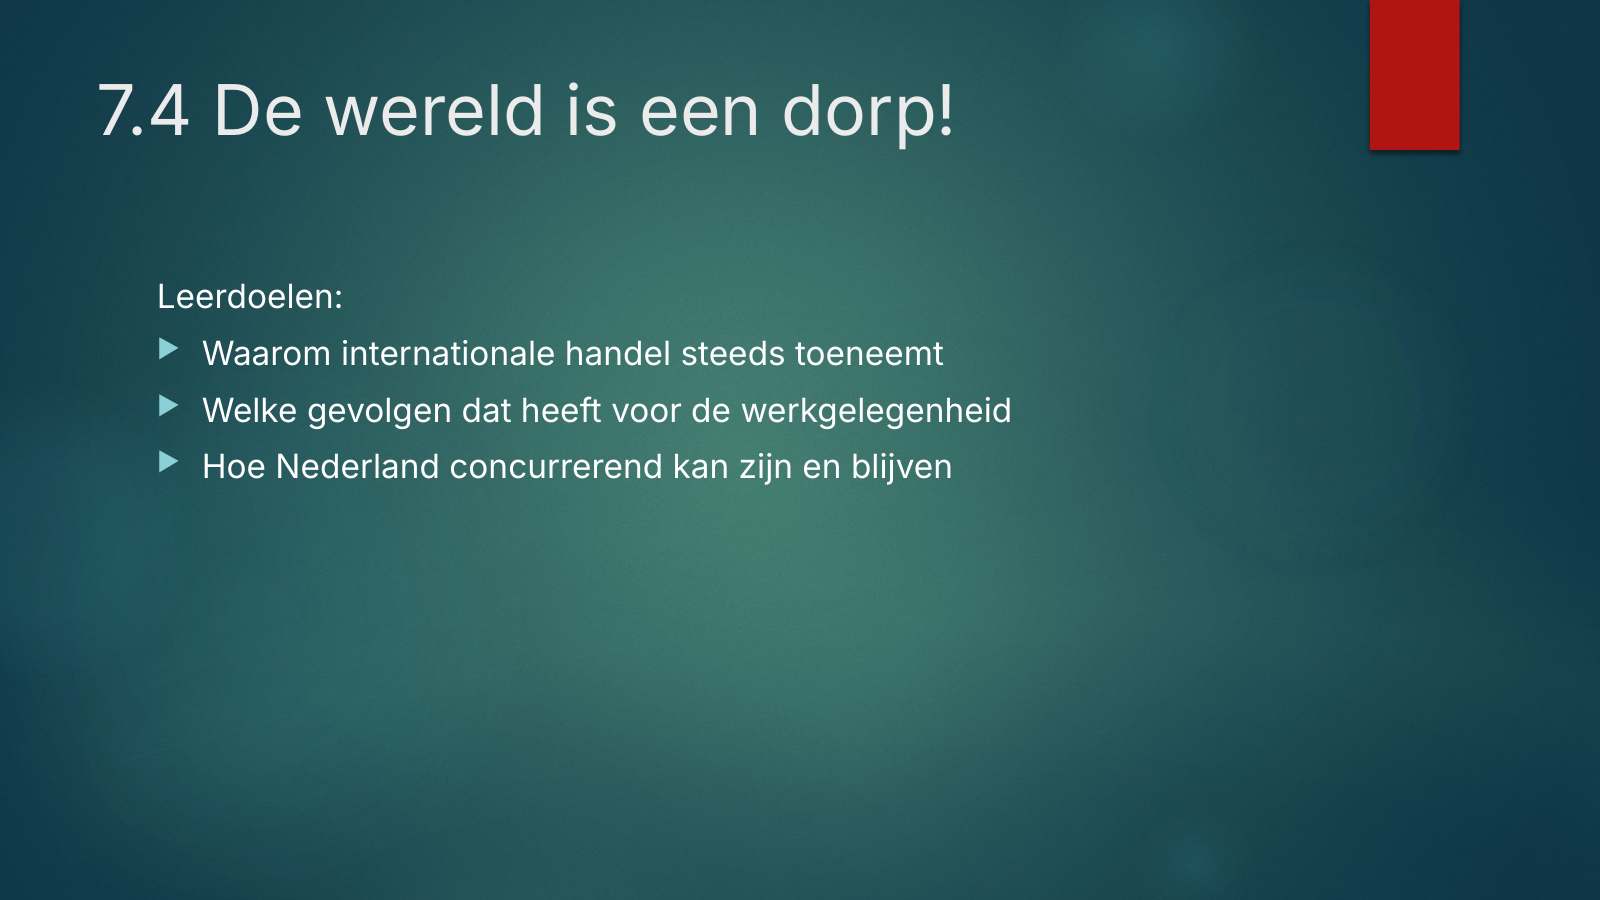 7.4 De wereld is een dorp!
Leerdoelen:
Waarom internationale handel steeds toeneemt
Welke gevolgen dat heeft voor de werkgelegenheid
Hoe Nederland concurrerend kan zijn en blijven